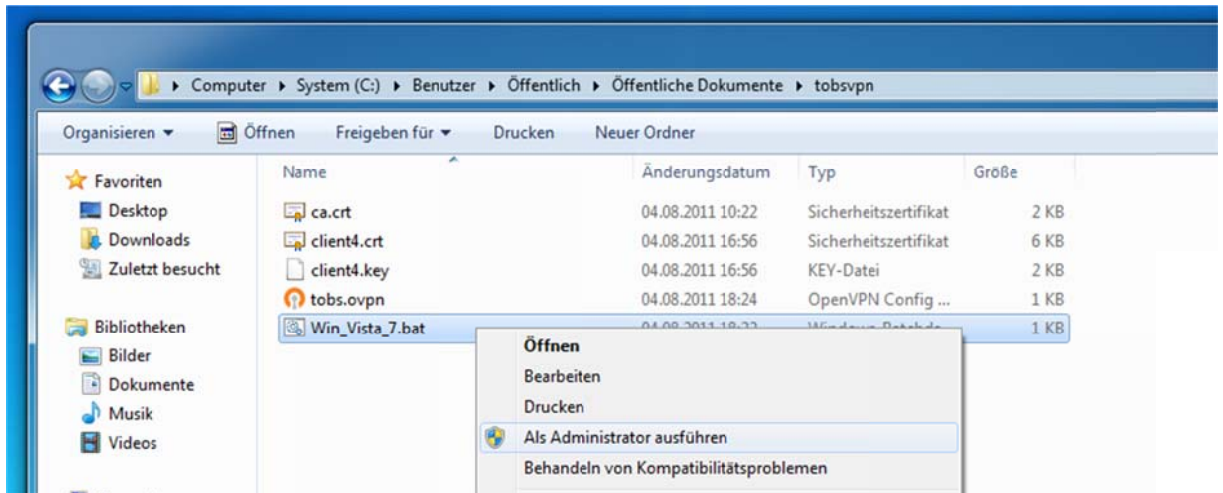 Computer ▸ System (C:) ▸ Benutzer ▸ Öffentlich ▸ Öffentliche Dokumente ▸ tobsvpn
Organisieren Öffnen Freigeben für Drucken Neuer Ordner
Favoriten
Desktop
Downloads
Zuletzt besucht
Bibliotheken
Bilder
Dokumente
Musik
Videos
Name Änderungsdatum Typ Größe
ca.crt 04.08.2011 10:22 Sicherheitszertifikat 2 KB
client4.crt 04.08.2011 16:56 Sicherheitszertifikat 6 KB
client4.key 04.08.2011 16:56 KEY-Datei 2 KB
tobs.ovpn 04.08.2011 18:24 OpenVPN Config ... 1 KB
Win_Vista_7.bat 1 KB
Öffnen
Bearbeiten
Drucken
Als Administrator ausführen
Behandeln von Kompatibilitätsproblemen